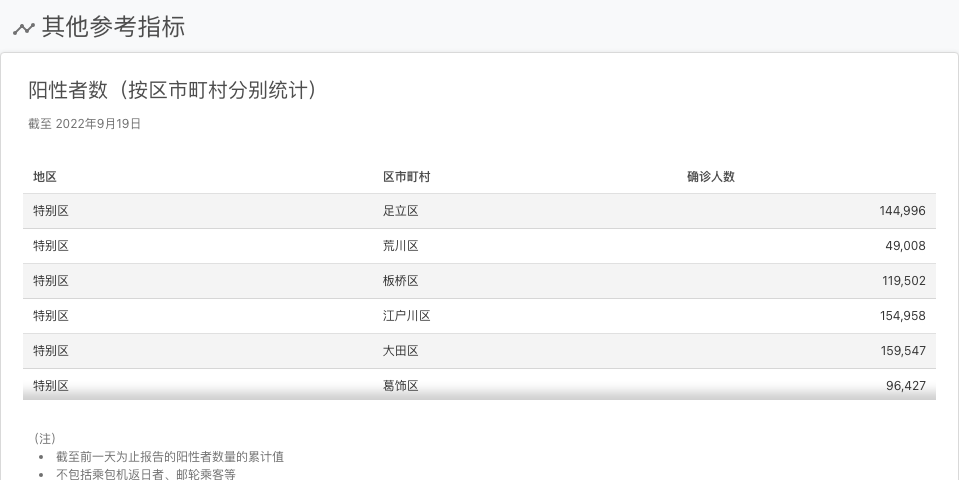 其他参考指标
阳性者数（按区市町村分别统计）
截至 2022年9月19日
地区 区市町村 确诊人数
特别区 足立区 144,996
特别区 荒川区 49,008
特别区 板桥区 119,502
特别区 江户川区 154,958
特别区 大田区 159,547
特别区 葛饰区 96,427
（注）
• 截至前一天为止报告的阳性者数量的累计值
• 不包括乘包机返日者、邮轮乘客等